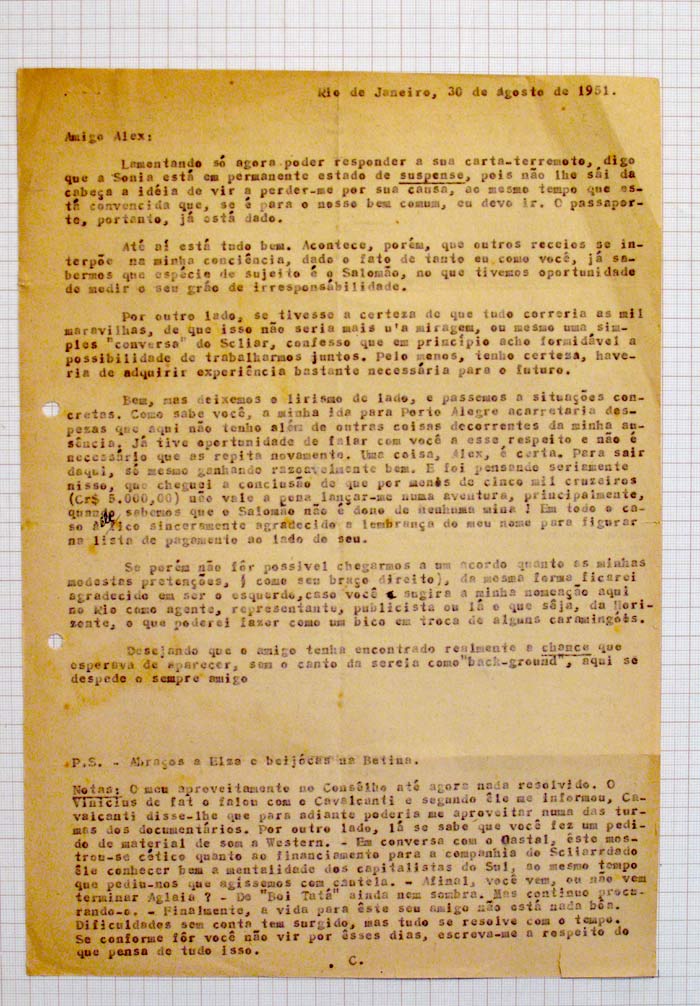 Rio de Janeiro, 30 de Agosto de 1951.
Amigo Alex:
Lamentando só agora poder responder a sua carta-terremoto, digo
que a Sonia está em permanente estado de suspense, pois não lhe sái da
cabeça a idéia de vir a perder-me por sua causa, ao mesmo tempo que es-
tá convencida que, se é para o nosso bem comum, eu devo ir. O passapor-
te, portanto, já está dado.
Até aí está tudo bem. Acontece, porém, que outros receios se in-
terpõe na minha conciência, dado o fato de tanto eu como você, já sa-
bermos que espécie de sujeito é o Salomão, no que tivemos oportunidade
de medir o seu gráo de irresponsábilidade.
Por outro lado, se tivesse a certeza de que tudo correria as mil
maravilhas, de que isso não seria mais u'a miragem, ou mesmo uma sim-
ples "conversa" do Scliar, confesso que em princípio acho formidável a
possibilidade de trabalharmos juntos. Pelo menos, tenho certeza, have-
ria de adquirir experiência bastante necessária para o futuro.
Bem, mas deixemos o lirismo de lado, e passemos a situações con-
cretas. Como sabe você, a minha ida para Porto Alegre acarretaria des-
pezas que aqui não tenho além de outras coisas decorrentes da minha au-
sência. Já tive oportunidade de falar com você a esse respeito e não é
necessário que as repita novamente. Uma coisa, Alex, é certa. Para sair
daqui, só mesmo ganhando razoavelmente bem. E foi pensando seriamente
nisso, que cheguei a conclusão de que por menos de cinco mil cruzeiros
(Cr$ 5.000,00) não vale a pena lançar-me numa aventura, principalmente,
quando sabemos que o Salomão não é dono de nenhuma mina ! Em todo o ca-
so fico sinceramente agradecido a lembrança do meu nome para figurar
na lista de pagamento ao lado do seu.
Se porém não fôr possivel chegarmos a um acordo quanto as minhas
modestas pretenções, ( como seu braço direito), da mesma forma ficarei
agradecido em ser o esquerdo,caso você sugira a minha nomeação aqui
no Rio como agente, representante, publicista ou lá o que sêja, da Hori-
zonte, o que poderei fazer como um bico em troca de alguns caramingóés.
Desejando que o amigo tenha encontrado realmente a chance que
esperava de aparecer, sem o canto da sereia como"back-ground", aqui se
despede o sempre amigo
P.S. - Abraços a Elza e beijócas na Betina.
Notas: O meu aproveitamento no Consêlho até agora nada resolvido. O
Vinicius de fat o falou com o Cavalcanti e segundo êle me informou, Ca-
valcanti disse-lhe que para adiante poderia me aproveitar numa das tur-
mas dos documentários. Por outro lado, lá se sabe que você fez um pedi-
do de material de som a Western. - Em conversa com o Gastal, êste mos-
trou-se cético quanto ao financiamento para a companhia do Scliarrdado
êle conhecer bem a mentalidade dos capitalistas do Sul, ao mesmo tempo
que pediu-nos que agissemos com cautela. - Afinal, você vem, ou não vem
terminar Aglaia ? - Do "Boi Tatá" ainda nem sombra. Mas continuo procu-
rando-o. - Finalmente, a vida para êste seu amigo não está nada bôa.
Dificuldades sem conta tem surgido, mas tudo se resolve com o tempo.
Se conforme fôr você não vir por êsses dias, escreva-me a respeito do
que pensa de tudo isso.
C.